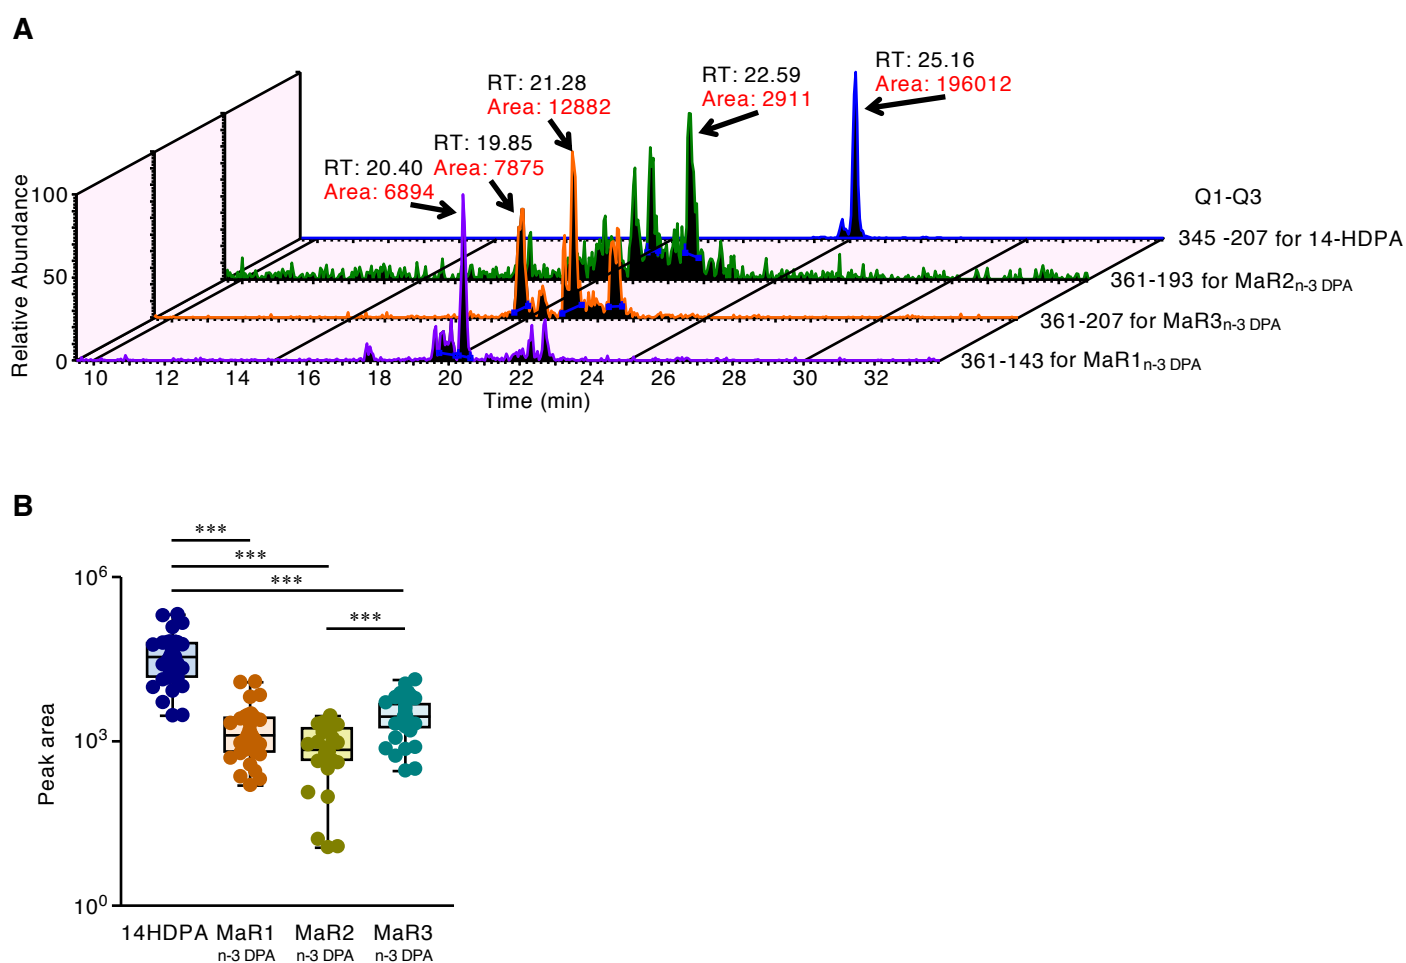 A
RT: 25.16
Area: 196012
RT: 22.59
Area: 2911
RT: 21.28
Area: 12882
RT: 19.85
Area: 7875
RT: 20.40
Area: 6894
Relative Abundance
100
50
0
Q1-Q3
345 -207 for 14-HDPA
361-193 for MaR2n-3 DPA
361-207 for MaR3n-3 DPA
361-143 for MaR1n-3 DPA
10 12 14 16 18 20 22 24 26 28 30 32
Time (min)
B
***
***
***
***
Peak area
10⁶
10³
10⁰
14HDPA MaR1 MaR2 MaR3
n-3 DPA n-3 DPA n-3 DPA